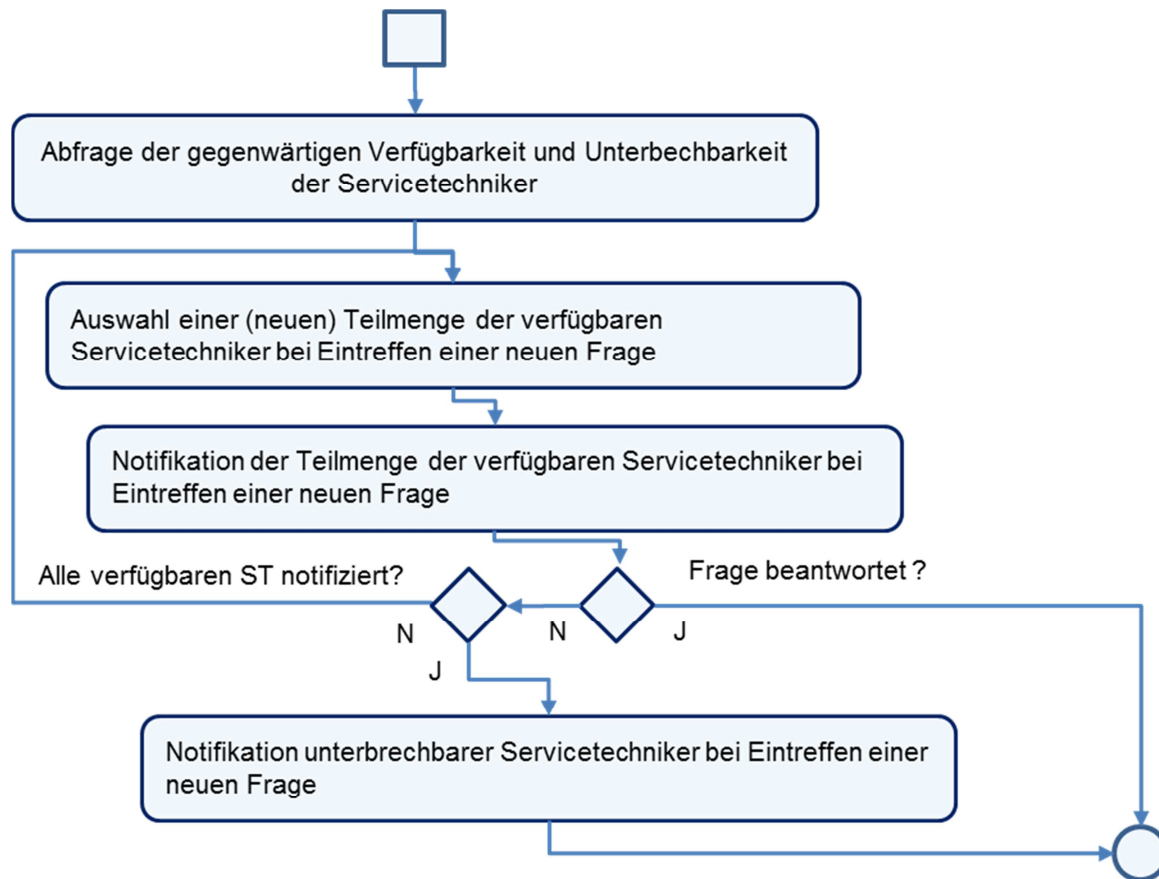 Abfrage der gegenwärtigen Verfügbarkeit und Unterbechbarkeit
der Servicetechniker
Auswahl einer (neuen) Teilmenge der verfügbaren
Servicetechniker bei Eintreffen einer neuen Frage
Notifikation der Teilmenge der verfügbaren Servicetechniker bei
Eintreffen einer neuen Frage
Alle verfügbaren ST notifiziert?
Frage beantwortet ?
N
N
J
J
Notifikation unterbrechbarer Servicetechniker bei Eintreffen einer
neuen Frage